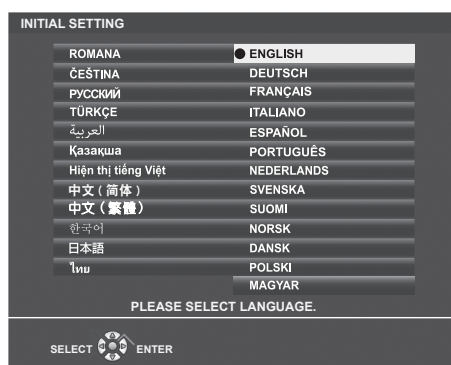 INITIAL SETTING
ROMANA
ČEŠTINA
РУССКИЙ
TÜRKÇE
العربية
Қазақша
Hiện thị tiếng Việt
中文 ( 简体 )
中文 ( 繁體 )
한국어
日本語
ไทย
ENGLISH
DEUTSCH
FRANÇAIS
ITALIANO
ESPAÑOL
PORTUGUÊS
NEDERLANDS
SVENSKA
SUOMI
NORSK
DANSK
POLSKI
MAGYAR
PLEASE SELECT LANGUAGE.
SELECT ENTER